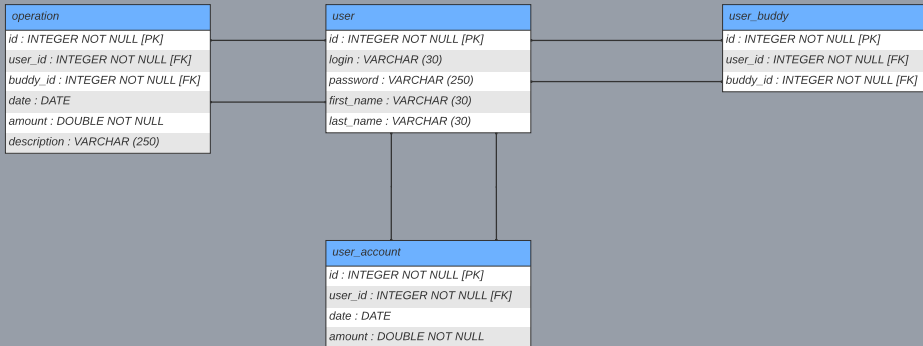 operation
id : INTEGER NOT NULL [PK]
user_id : INTEGER NOT NULL [FK]
buddy_id : INTEGER NOT NULL [FK]
date : DATE
amount : DOUBLE NOT NULL
description : VARCHAR (250)
user
id : INTEGER NOT NULL [PK]
login : VARCHAR (30)
password : VARCHAR (250)
first_name : VARCHAR (30)
last_name : VARCHAR (30)
user_buddy
id : INTEGER NOT NULL [PK]
user_id : INTEGER NOT NULL [FK]
buddy_id : INTEGER NOT NULL [FK]
user_account
id : INTEGER NOT NULL [PK]
user_id : INTEGER NOT NULL [FK]
date : DATE
amount : DOUBLE NOT NULL